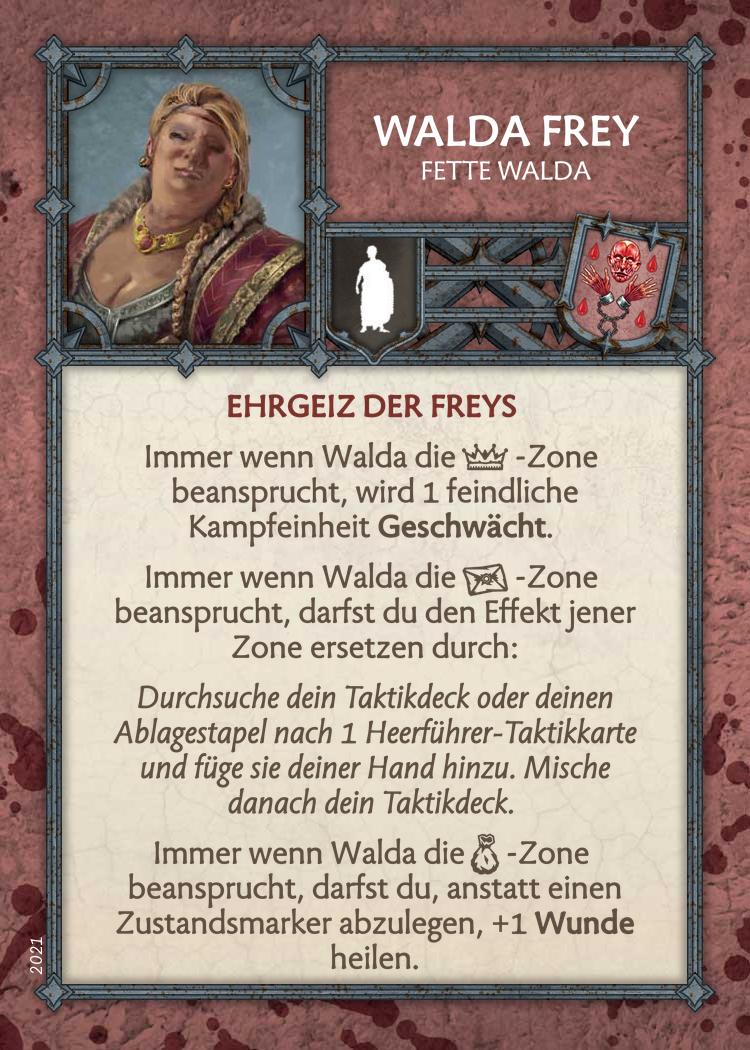 WALDA FREY
FETTE WALDA
EHRGEIZ DER FREYS
Immer wenn Walda die -Zone
beansprucht, wird 1 feindliche
Kampfeinheit Geschwächt.
Immer wenn Walda die -Zone
beansprucht, darfst du den Effekt jener
Zone ersetzen durch:
Durchsuche dein Taktikdeck oder deinen
Ablagestapel nach 1 Heerführer-Taktikkarte
und füge sie deiner Hand hinzu. Mische
danach dein Taktikdeck.
Immer wenn Walda die -Zone
beansprucht, darfst du, anstatt einen
Zustandsmarker abzulegen, +1 Wunde
heilen.
2021